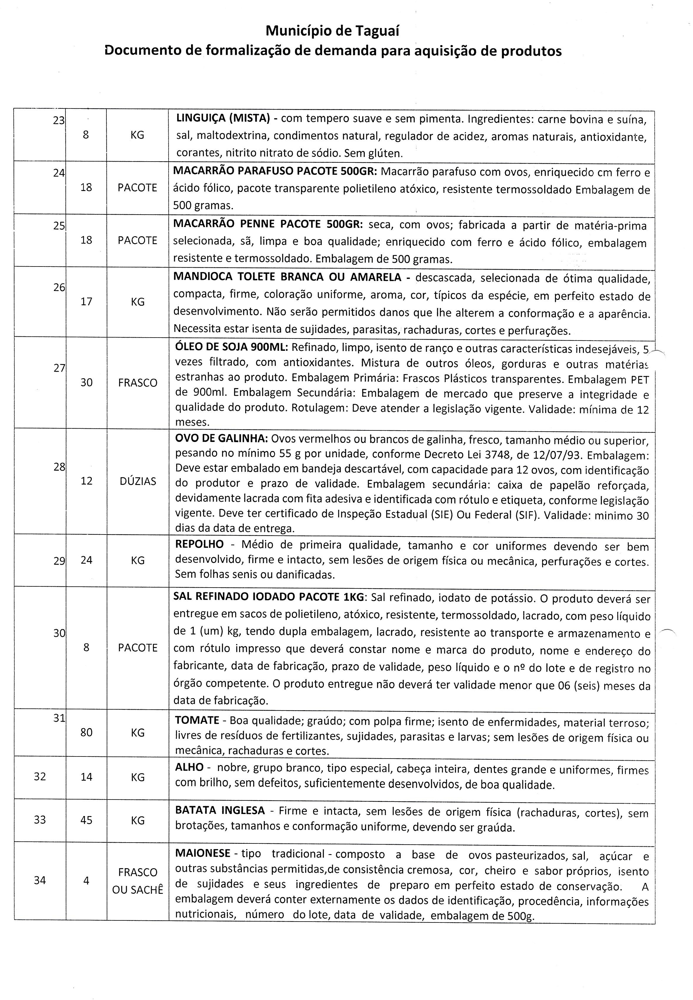 Município de Taguaí
Documento de formalização de demanda para aquisição de produtos
23
8
KG
LINGUIÇA (MISTA) - com tempero suave e sem pimenta. Ingredientes: carne bovina e suína,
sal, maltodextrina, condimentos natural, regulador de acidez, aromas naturais, antioxidante,
corantes, nitrito nitrato de sódio. Sem glúten.
24
18
PACOTE
MACARRÃO PARAFUSO PACOTE 500GR: Macarrão parafuso com ovos, enriquecido cm ferro e
ácido fólico, pacote transparente polietileno atóxico, resistente termossoldado Embalagem de
500 gramas.
25
18
PACOTE
MACARRÃO PENNE PACOTE 500GR: seca, com ovos; fabricada a partir de matéria-prima
selecionada, sã, limpa e boa qualidade; enriquecido com ferro e ácido fólico, embalagem
resistente e termossoldado. Embalagem de 500 gramas.
26
17
KG
MANDIOCA TOLETE BRANCA OU AMARELA - descascada, selecionada de ótima qualidade,
compacta, firme, coloração uniforme, aroma, cor, típicos da espécie, em perfeito estado de
desenvolvimento. Não serão permitidos danos que lhe alterem a conformação e a aparência.
Necessita estar isenta de sujidades, parasitas, rachaduras, cortes e perfurações.
27
30
FRASCO
ÓLEO DE SOJA 900ML: Refinado, limpo, isento de ranço e outras características indesejáveis, 5
vezes filtrado, com antioxidantes. Mistura de outros óleos, gorduras e outras matérias
estranhas ao produto. Embalagem Primária: Frascos Plásticos transparentes. Embalagem PET
de 900ml. Embalagem Secundária: Embalagem de mercado que preserve a integridade e
qualidade do produto. Rotulagem: Deve atender a legislação vigente. Validade: mínima de 12
meses.
28
12
DÚZIAS
OVO DE GALINHA: Ovos vermelhos ou brancos de galinha, fresco, tamanho médio ou superior,
pesando no mínimo 55 g por unidade, conforme Decreto Lei 3748, de 12/07/93. Embalagem:
Deve estar embalado em bandeja descartável, com capacidade para 12 ovos, com identificação
do produtor e prazo de validade. Embalagem secundária: caixa de papelão reforçada,
devidamente lacrada com fita adesiva e identificada com rótulo e etiqueta, conforme legislação
vigente. Deve ter certificado de Inspeção Estadual (SIE) Ou Federal (SIF). Validade: minimo 30
dias da data de entrega.
29
24
KG
REPOLHO - Médio de primeira qualidade, tamanho e cor uniformes devendo ser bem
desenvolvido, firme e intacto, sem lesões de origem física ou mecânica, perfurações e cortes.
Sem folhas senis ou danificadas.
30
8
PACOTE
SAL REFINADO IODADO PACOTE 1KG: Sal refinado, iodato de potássio. O produto deverá ser
entregue em sacos de polietileno, atóxico, resistente, termossoldado, lacrado, com peso líquido
de 1 (um) kg, tendo dupla embalagem, lacrado, resistente ao transporte e armazenamento e
com rótulo impresso que deverá constar nome e marca do produto, nome e endereço do
fabricante, data de fabricação, prazo de validade, peso líquido e o nº do lote e de registro no
órgão competente. O produto entregue não deverá ter validade menor que 06 (seis) meses da
data de fabricação.
31
80
KG
TOMATE - Boa qualidade; graúdo; com polpa firme; isento de enfermidades, material terroso;
livres de resíduos de fertilizantes, sujidades, parasitas e larvas; sem lesões de origem física ou
mecânica, rachaduras e cortes.
32
14
KG
ALHO - nobre, grupo branco, tipo especial, cabeça inteira, dentes grande e uniformes, firmes
com brilho, sem defeitos, suficientemente desenvolvidos, de boa qualidade.
33
45
KG
BATATA INGLESA - Firme e intacta, sem lesões de origem física (rachaduras, cortes), sem
brotações, tamanhos e conformação uniforme, devendo ser graúda.
34
4
FRASCO
OU SACHÊ
MAIONESE - tipo tradicional - composto a base de ovos pasteurizados, sal, açúcar e
outras substâncias permitidas,de consistência cremosa, cor, cheiro e sabor próprios, isento
de sujidades e seus ingredientes de preparo em perfeito estado de conservação. A
embalagem deverá conter externamente os dados de identificação, procedência, informações
nutricionais, número do lote, data de validade, embalagem de 500g.